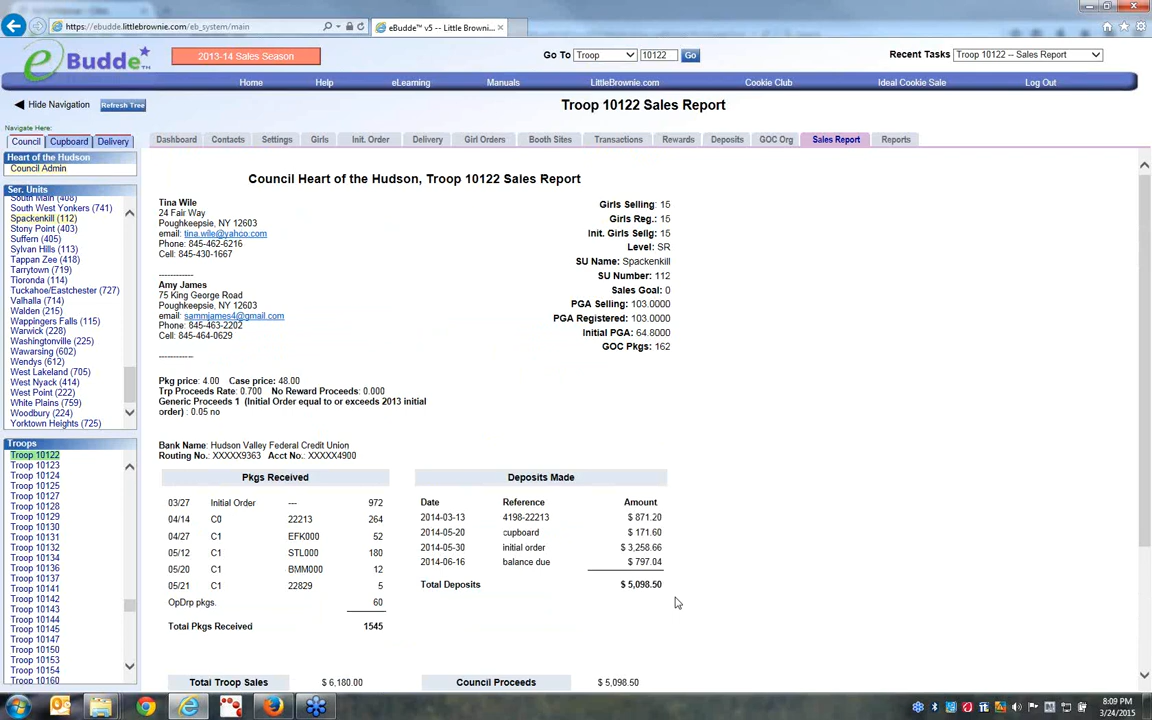 https://ebudde.littlebrownie.com/eb_system/main
eBudde™ v5 -- Little Browni...
eBudde™
2013-14 Sales Season
Go To Troop 10122 Go
Recent Tasks Troop 10122 -- Sales Report
Home Help eLearning Manuals LittleBrownie.com Cookie Club Ideal Cookie Sale Log Out
Hide Navigation Refresh Tree
Troop 10122 Sales Report
Navigate Here:
Council Cupboard Delivery
Dashboard Contacts Settings Girls Init. Order Delivery Girl Orders Booth Sites Transactions Rewards Deposits GOC Org Sales Report Reports
Heart of the Hudson
Council Admin
Ser. Units
South Main (408)
South West Yonkers (741)
Spackenkill (112)
Stony Point (403)
Suffern (405)
Sylvan Hills (113)
Tappan Zee (418)
Tarrytown (719)
Tioronda (114)
Tuckahoe/Eastchester (727)
Valhalla (714)
Walden (215)
Wappingers Falls (115)
Warwick (228)
Washingtonville (225)
Wawarsing (602)
Wendys (612)
West Lakeland (705)
West Nyack (414)
West Point (222)
White Plains (759)
Woodbury (224)
Yorktown Heights (725)
Troops
Troop 10122
Troop 10123
Troop 10124
Troop 10125
Troop 10127
Troop 10128
Troop 10129
Troop 10130
Troop 10131
Troop 10132
Troop 10134
Troop 10136
Troop 10137
Troop 10141
Troop 10142
Troop 10143
Troop 10144
Troop 10145
Troop 10147
Troop 10150
Troop 10153
Troop 10154
Troop 10160
Council Heart of the Hudson, Troop 10122 Sales Report
Tina Wile
24 Fair Way
Poughkeepsie, NY 12603
email: tina.wile@yahco.com
Phone: 845-462-6216
Cell: 845-430-1667
------------
Amy James
75 King George Road
Poughkeepsie, NY 12603
email: sammjames4@gmail.com
Phone: 845-463-2202
Cell: 845-464-0629
------------
Girls Selling: 15
Girls Reg.: 15
Init. Girls Sellg: 15
Level: SR
SU Name: Spackenkill
SU Number: 112
Sales Goal: 0
PGA Selling: 103.0000
PGA Registered: 103.0000
Initial PGA: 64.8000
GOC Pkgs: 162
Pkg price: 4.00 Case price: 48.00
Trp Proceeds Rate: 0.700 No Reward Proceeds: 0.000
Generic Proceeds 1 (Initial Order equal to or exceeds 2013 initial
order) : 0.05 no
Bank Name: Hudson Valley Federal Credit Union
Routing No.: XXXXX9363 Acct No.: XXXXX4900
Pkgs Received
03/27 Initial Order --- 972
04/14 C0 22213 264
04/27 C1 EFK000 52
05/12 C1 STL000 180
05/20 C1 BMM000 12
05/21 C1 22829 5
OpDrp pkgs. 60
Total Pkgs Received 1545
Deposits Made
Date Reference Amount
2014-03-13 4198-22213 $ 871.20
2014-05-20 cupboard $ 171.60
2014-05-30 initial order $ 3,258.66
2014-06-16 balance due $ 797.04
Total Deposits $ 5,098.50
Total Troop Sales $ 6,180.00
Council Proceeds $ 5,098.50
8:09 PM
3/24/2015